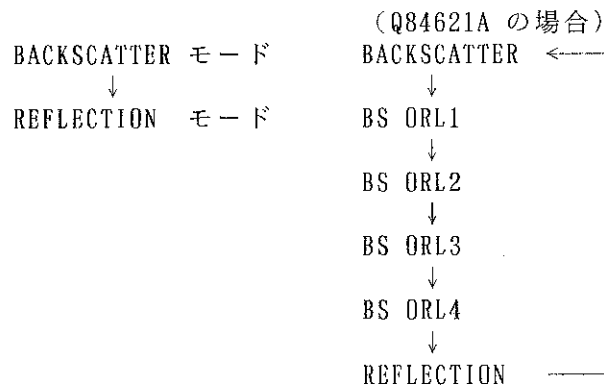 (Q84621A の場合)
BACKSCATTER モード
↓
REFLECTION モード
BACKSCATTER ←
↓
BS ORL1
↓
BS ORL2
↓
BS ORL3
↓
BS ORL4
↓
REFLECTION